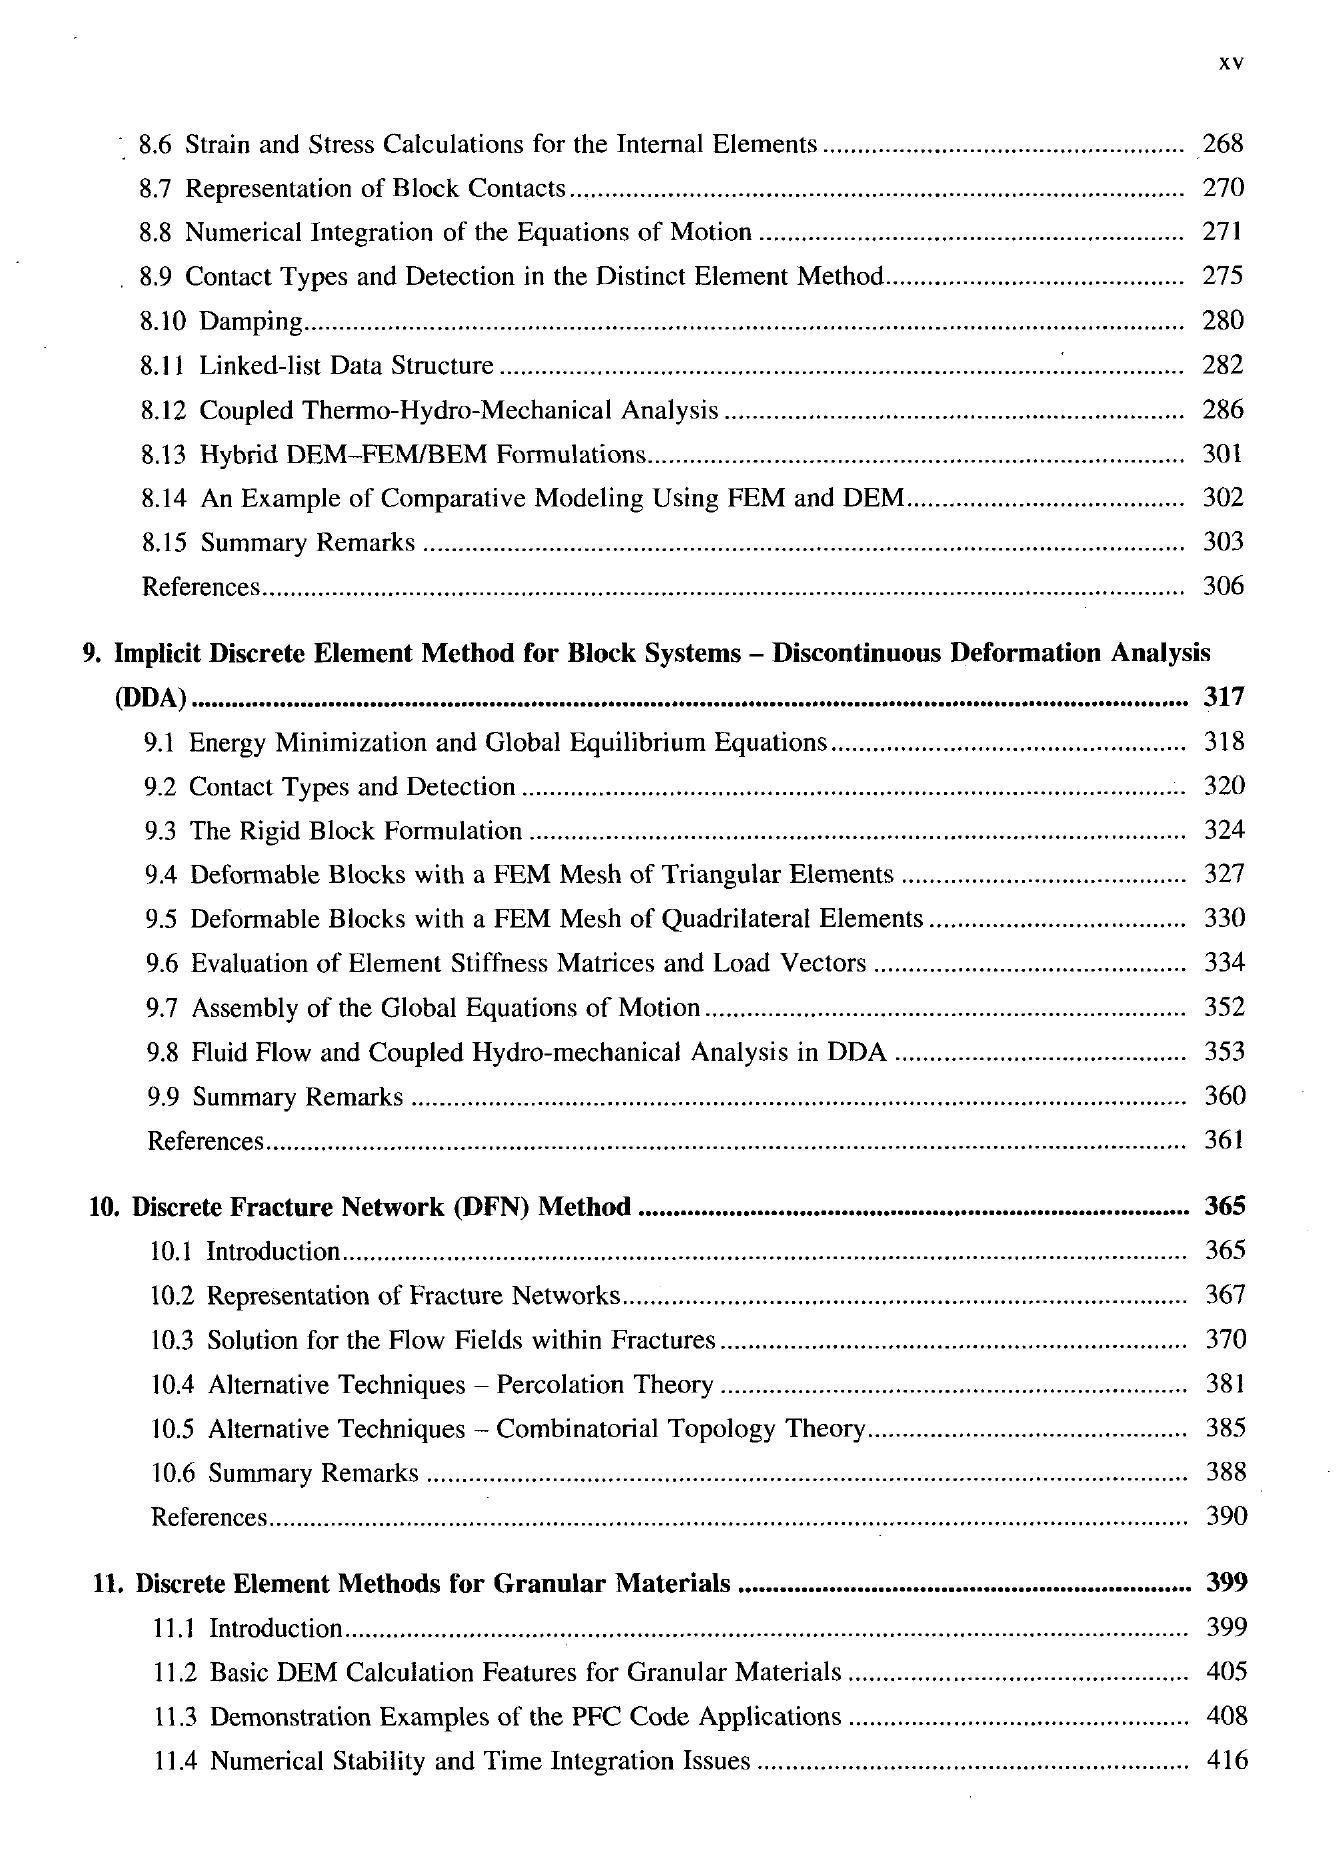 xv
8.6 Strain and Stress Calculations for the Internal Elements .................................................... 268
8.7 Representation of Block Contacts ........................................................................................ 270
8.8 Numerical Integration of the Equations of Motion ............................................................. 271
8.9 Contact Types and Detection in the Distinct Element Method........................................... 275
8.10 Damping............................................................................................................................. 280
8.11 Linked-list Data Structure .................................................................................................. 282
8.12 Coupled Thermo-Hydro-Mechanical Analysis .................................................................. 286
8.13 Hybrid DEM–FEM/BEM Formulations............................................................................. 301
8.14 An Example of Comparative Modeling Using FEM and DEM........................................ 302
8.15 Summary Remarks ............................................................................................................. 303
References.................................................................................................................................... 306
9. Implicit Discrete Element Method for Block Systems – Discontinuous Deformation Analysis
(DDA) ............................................................................................................................................. 317
9.1 Energy Minimization and Global Equilibrium Equations................................................... 318
9.2 Contact Types and Detection ............................................................................................... 320
9.3 The Rigid Block Formulation .............................................................................................. 324
9.4 Deformable Blocks with a FEM Mesh of Triangular Elements ......................................... 327
9.5 Deformable Blocks with a FEM Mesh of Quadrilateral Elements ..................................... 330
9.6 Evaluation of Element Stiffness Matrices and Load Vectors ............................................. 334
9.7 Assembly of the Global Equations of Motion..................................................................... 352
9.8 Fluid Flow and Coupled Hydro-mechanical Analysis in DDA .......................................... 353
9.9 Summary Remarks ............................................................................................................... 360
References.................................................................................................................................... 361
10. Discrete Fracture Network (DFN) Method .............................................................................. 365
10.1 Introduction......................................................................................................................... 365
10.2 Representation of Fracture Networks................................................................................. 367
10.3 Solution for the Flow Fields within Fractures ................................................................... 370
10.4 Alternative Techniques – Percolation Theory ................................................................... 381
10.5 Alternative Techniques – Combinatorial Topology Theory.............................................. 385
10.6 Summary Remarks ............................................................................................................. 388
References.................................................................................................................................... 390
11. Discrete Element Methods for Granular Materials ................................................................ 399
11.1 Introduction......................................................................................................................... 399
11.2 Basic DEM Calculation Features for Granular Materials ................................................. 405
11.3 Demonstration Examples of the PFC Code Applications ................................................. 408
11.4 Numerical Stability and Time Integration Issues .............................................................. 416